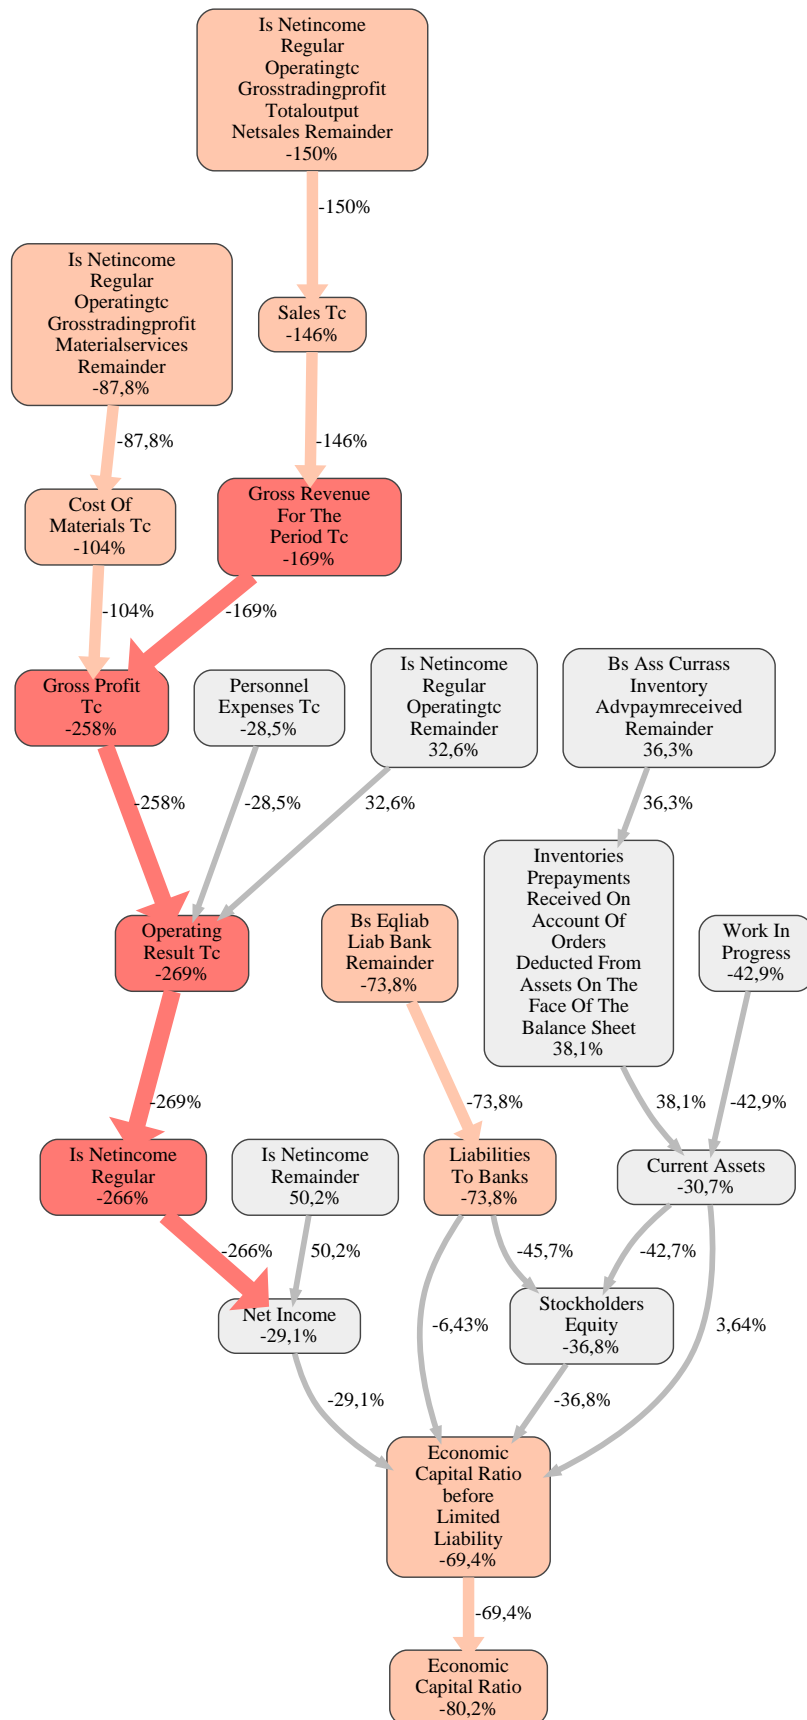 Is Netincome
Regular
Operatingtc
Grosstradingprofit
Totaloutput
Netsales Remainder
-150%
-150%
Is Netincome
Regular
Operatingtc
Grosstradingprofit
Materialservices
Remainder
-87,8%
Sales Tc
-146%
-87,8%
-146%
Cost Of
Materials Tc
-104%
Gross Revenue
For The
Period Tc
-169%
-104%
-169%
Gross Profit
Tc
-258%
Personnel
Expenses Tc
-28,5%
Is Netincome
Regular
Operatingtc
Remainder
32,6%
Bs Ass Currass
Inventory
Advpaymreceived
Remainder
36,3%
-258%
-28,5%
32,6%
36,3%
Operating
Result Tc
-269%
Bs Eqliab
Liab Bank
Remainder
-73,8%
Inventories
Prepayments
Received On
Account Of
Orders
Deducted From
Assets On The
Face Of The
Balance Sheet
38,1%
Work In
Progress
-42,9%
-269%
-73,8%
38,1%
-42,9%
Is Netincome
Regular
-266%
Is Netincome
Remainder
50,2%
Liabilities
To Banks
-73,8%
Current Assets
-30,7%
-266%
50,2%
-45,7%
-42,7%
Net Income
-29,1%
-6,43%
Stockholders
Equity
-36,8%
3,64%
-29,1%
-36,8%
Economic
Capital Ratio
before
Limited
Liability
-69,4%
-69,4%
Economic
Capital Ratio
-80,2%